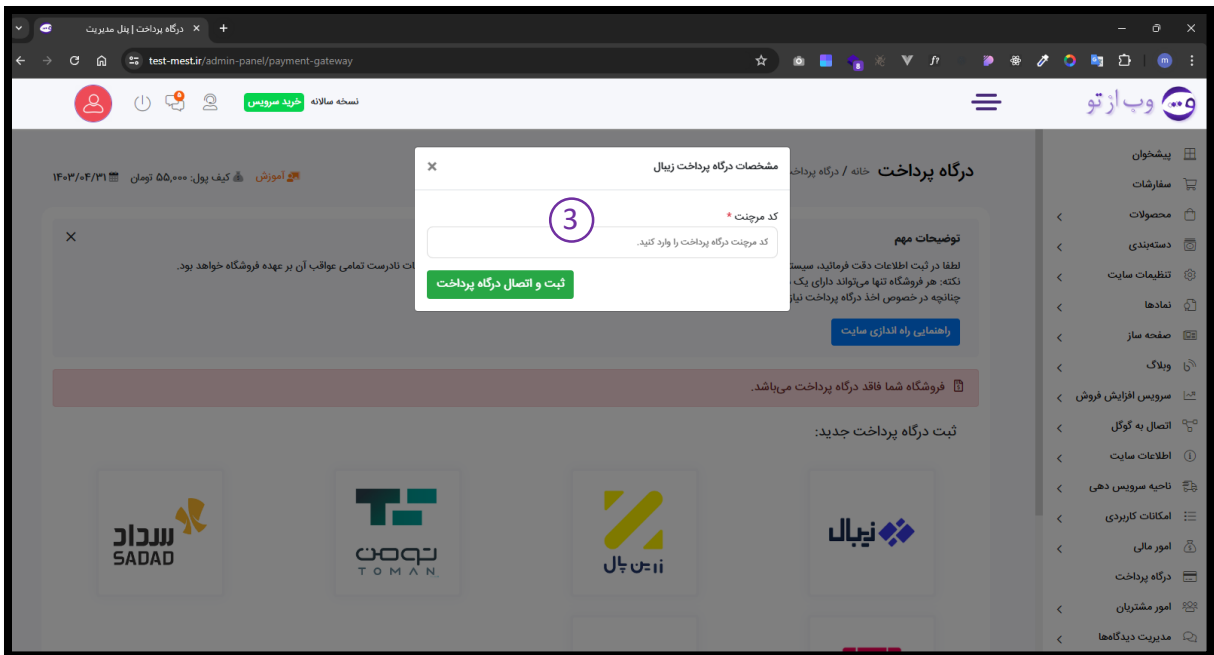 درگاه پرداخت | پنل مدیریت
test-mest.ir/admin-panel/payment-gateway
وب از تو
نسخه سالانه
خرید سرویس
پیشخوان
سفارشات
محصولات
دسته‌بندی
تنظیمات سایت
نمادها
صفحه ساز
وبلاگ
سرویس افزایش فروش
اتصال به گوگل
اطلاعات سایت
ناحیه سرویس دهی
امکانات کاربردی
امور مالی
درگاه پرداخت
امور مشتریان
مدیریت دیدگاه‌ها
درگاه پرداخت
خانه / درگاه پرداخت
آموزش
کیف پول: 55,000 تومان
۱۴۰۳/۰۴/۳۱
مشخصات درگاه پرداخت زیبال
کد مرچنت *
3
کد مرچنت درگاه پرداخت را وارد کنید.
ثبت و اتصال درگاه پرداخت
توضیحات مهم
لطفا در ثبت اطلاعات دقت فرمائید، نادرست تمامی عواقب آن بر عهده فروشگاه خواهد بود.
نکته: هر فروشگاه تنها می‌تواند دارای یک
چنانچه در خصوص اخذ درگاه پرداخت
راهنمایی راه اندازی سایت
فروشگاه شما فاقد درگاه پرداخت می‌باشد.
ثبت درگاه پرداخت جدید:
زیبال
زرین پال
تومن
TOMAN
سداد
SADAD